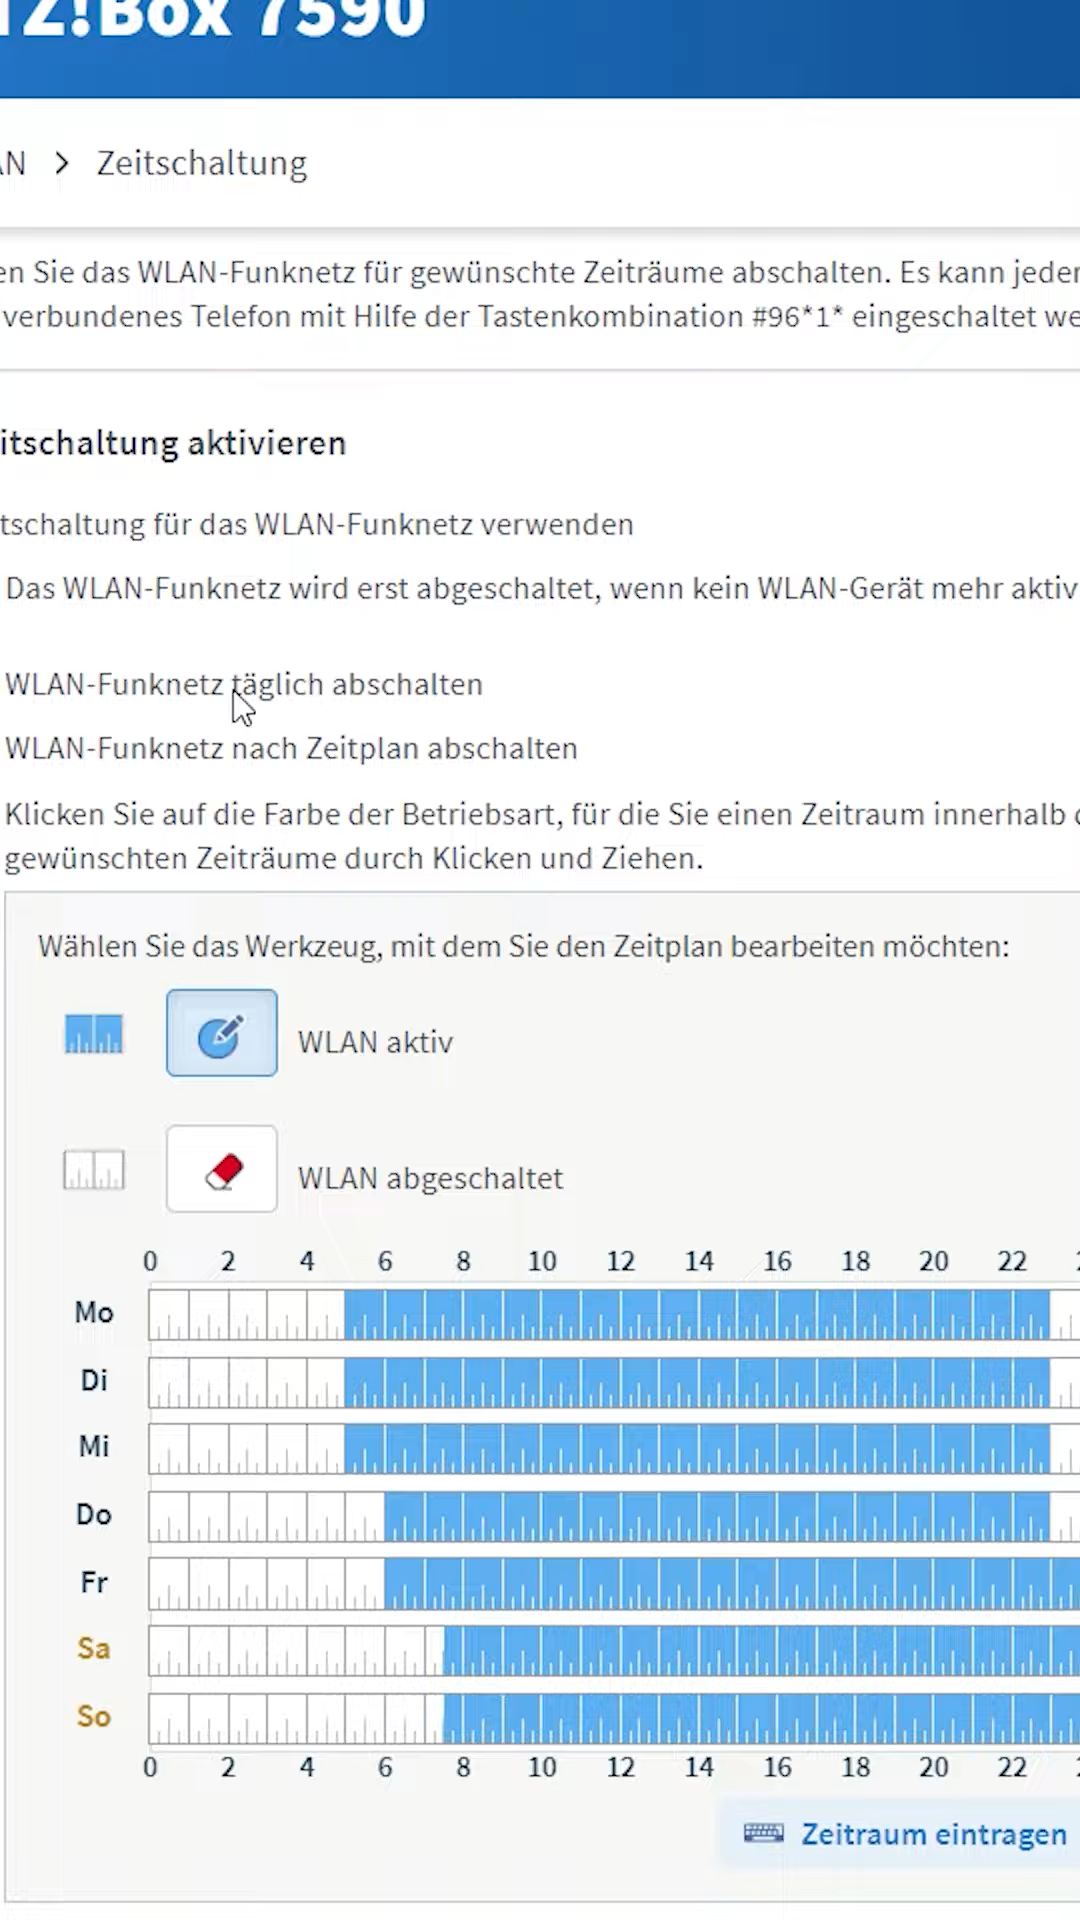 TZ!Box 7590
AN > Zeitschaltung
en Sie das WLAN-Funknetz für gewünschte Zeiträume abschalten. Es kann jeder
verbundenes Telefon mit Hilfe der Tastenkombination #96*1* eingeschaltet we
itschaltung aktivieren
tschaltung für das WLAN-Funknetz verwenden
Das WLAN-Funknetz wird erst abgeschaltet, wenn kein WLAN-Gerät mehr aktiv
WLAN-Funknetz täglich abschalten
WLAN-Funknetz nach Zeitplan abschalten
Klicken Sie auf die Farbe der Betriebsart, für die Sie einen Zeitraum innerhalb
gewünschten Zeiträume durch Klicken und Ziehen.
Wählen Sie das Werkzeug, mit dem Sie den Zeitplan bearbeiten möchten:
WLAN aktiv
WLAN abgeschaltet
0 2 4 6 8 10 12 14 16 18 20 22
Mo
Di
Mi
Do
Fr
Sa
So
0 2 4 6 8 10 12 14 16 18 20 22
Zeitraum eintragen